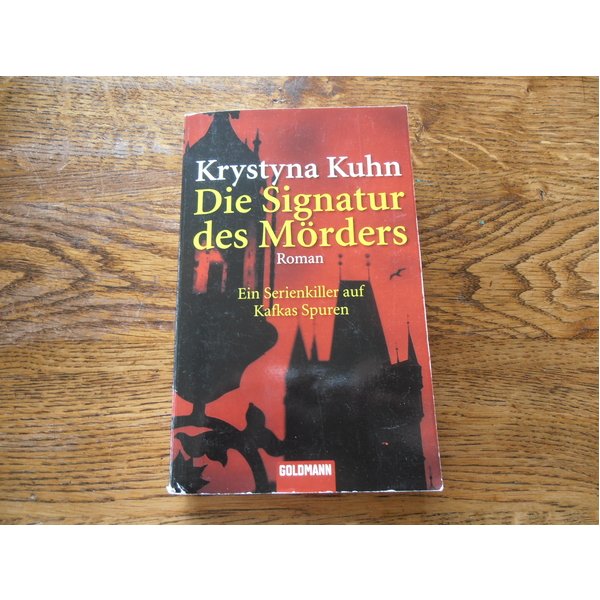 Krystyna Kuhn
Die Signatur
des Mörders
Roman
Ein Serienkiller auf
Kafkas Spuren
GOLDMANN